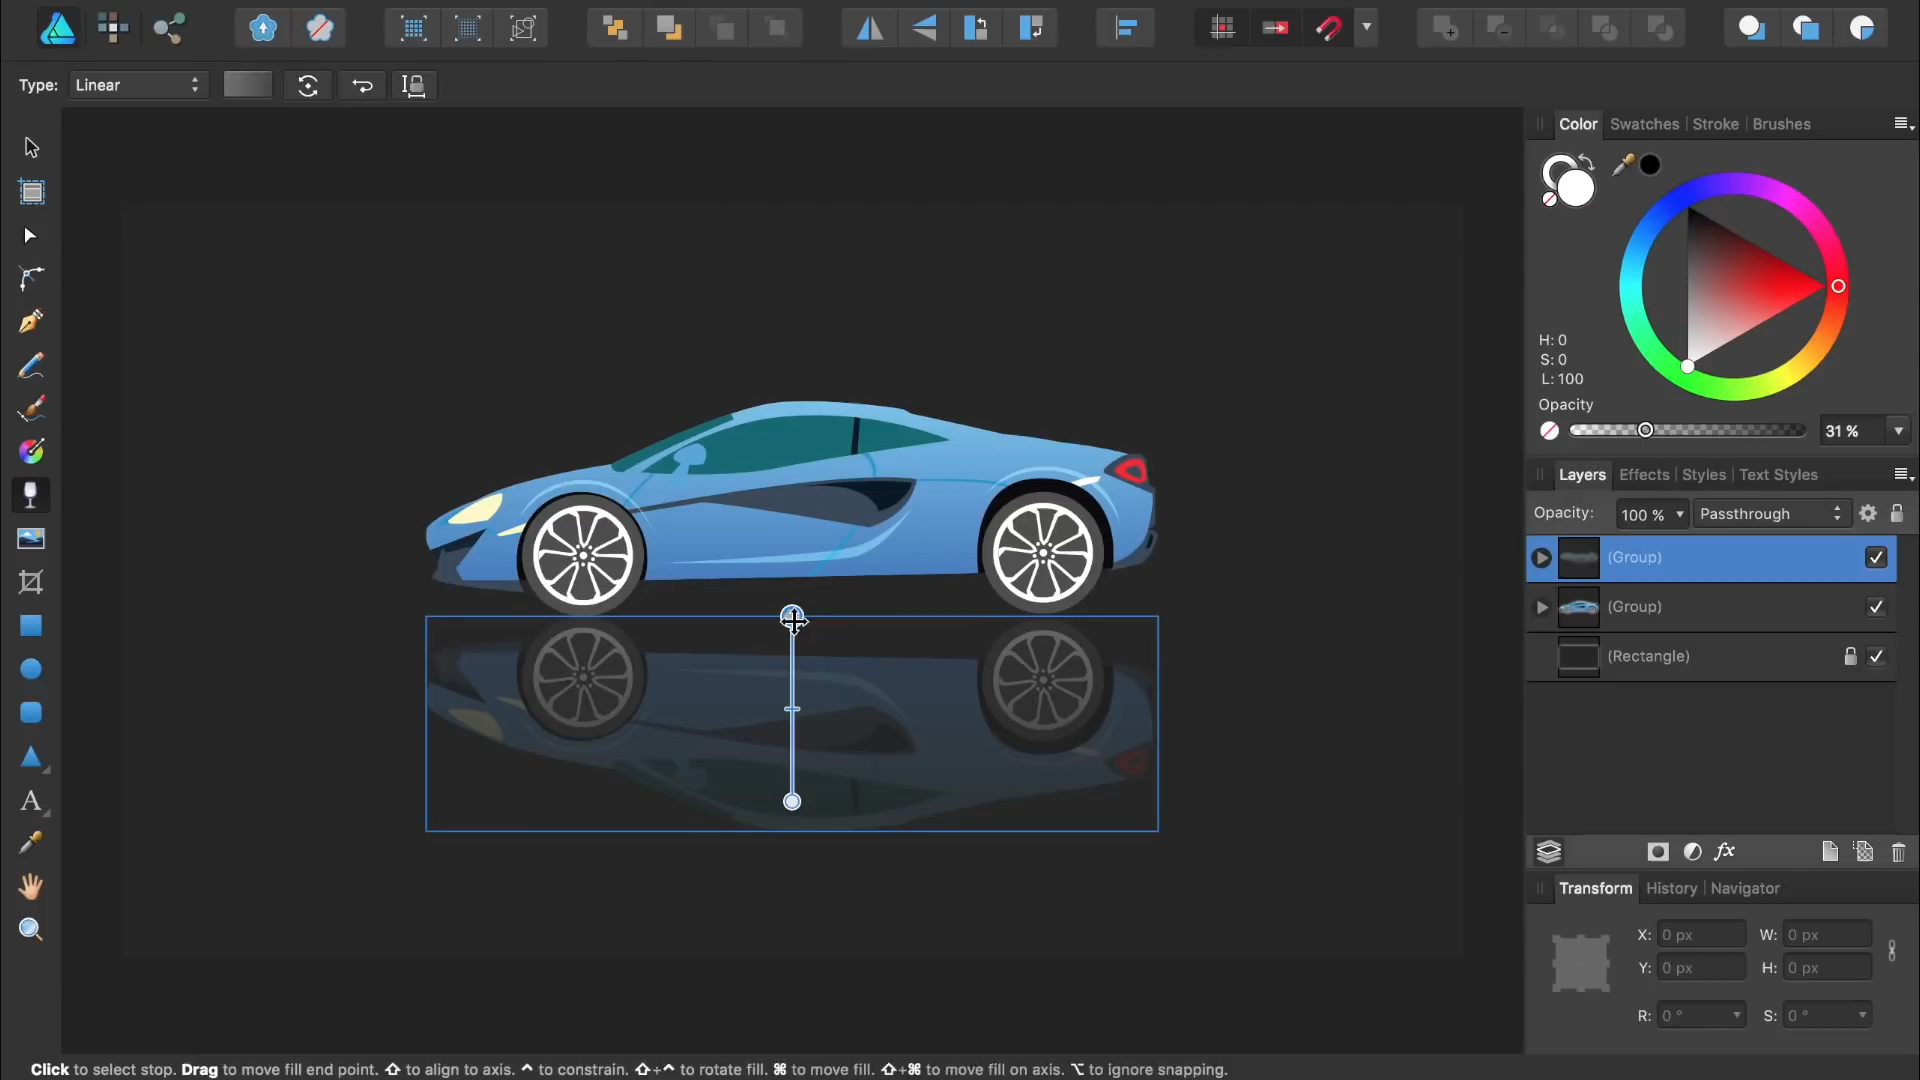 Type: Linear
Color Swatches Stroke Brushes
H: 0
S: 0
L: 100
Opacity
31 %
Layers Effects Styles Text Styles
Opacity: 100 % Passthrough
(Group)
(Group)
(Rectangle)
fx
Transform History Navigator
X: 0 px W: 0 px
Y: 0 px H: 0 px
R: 0 ° S: 0 °
A
Click to select stop. Drag to move fill end point. ⇧ to align to axis. ^ to constrain. ⇧+^ to rotate fill. ⌘ to move fill. ⇧+⌘ to move fill on axis. ⌥ to ignore snapping.